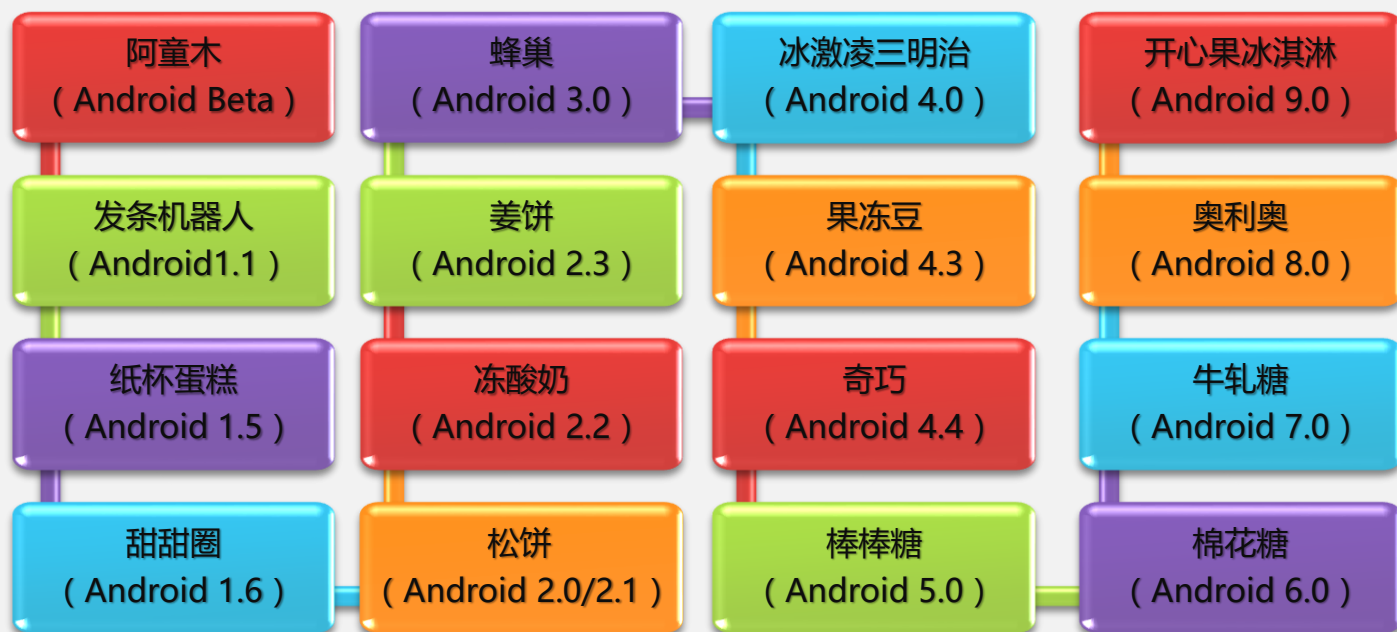 阿童木
（Android Beta）
发条机器人
（Android1.1）
纸杯蛋糕
（Android 1.5）
甜甜圈
（Android 1.6）
松饼
（Android 2.0/2.1）
冻酸奶
（Android 2.2）
姜饼
（Android 2.3）
蜂巢
（Android 3.0）
冰激凌三明治
（Android 4.0）
果冻豆
（Android 4.3）
奇巧
（Android 4.4）
棒棒糖
（Android 5.0）
棉花糖
（Android 6.0）
牛轧糖
（Android 7.0）
奥利奥
（Android 8.0）
开心果冰淇淋
（Android 9.0）